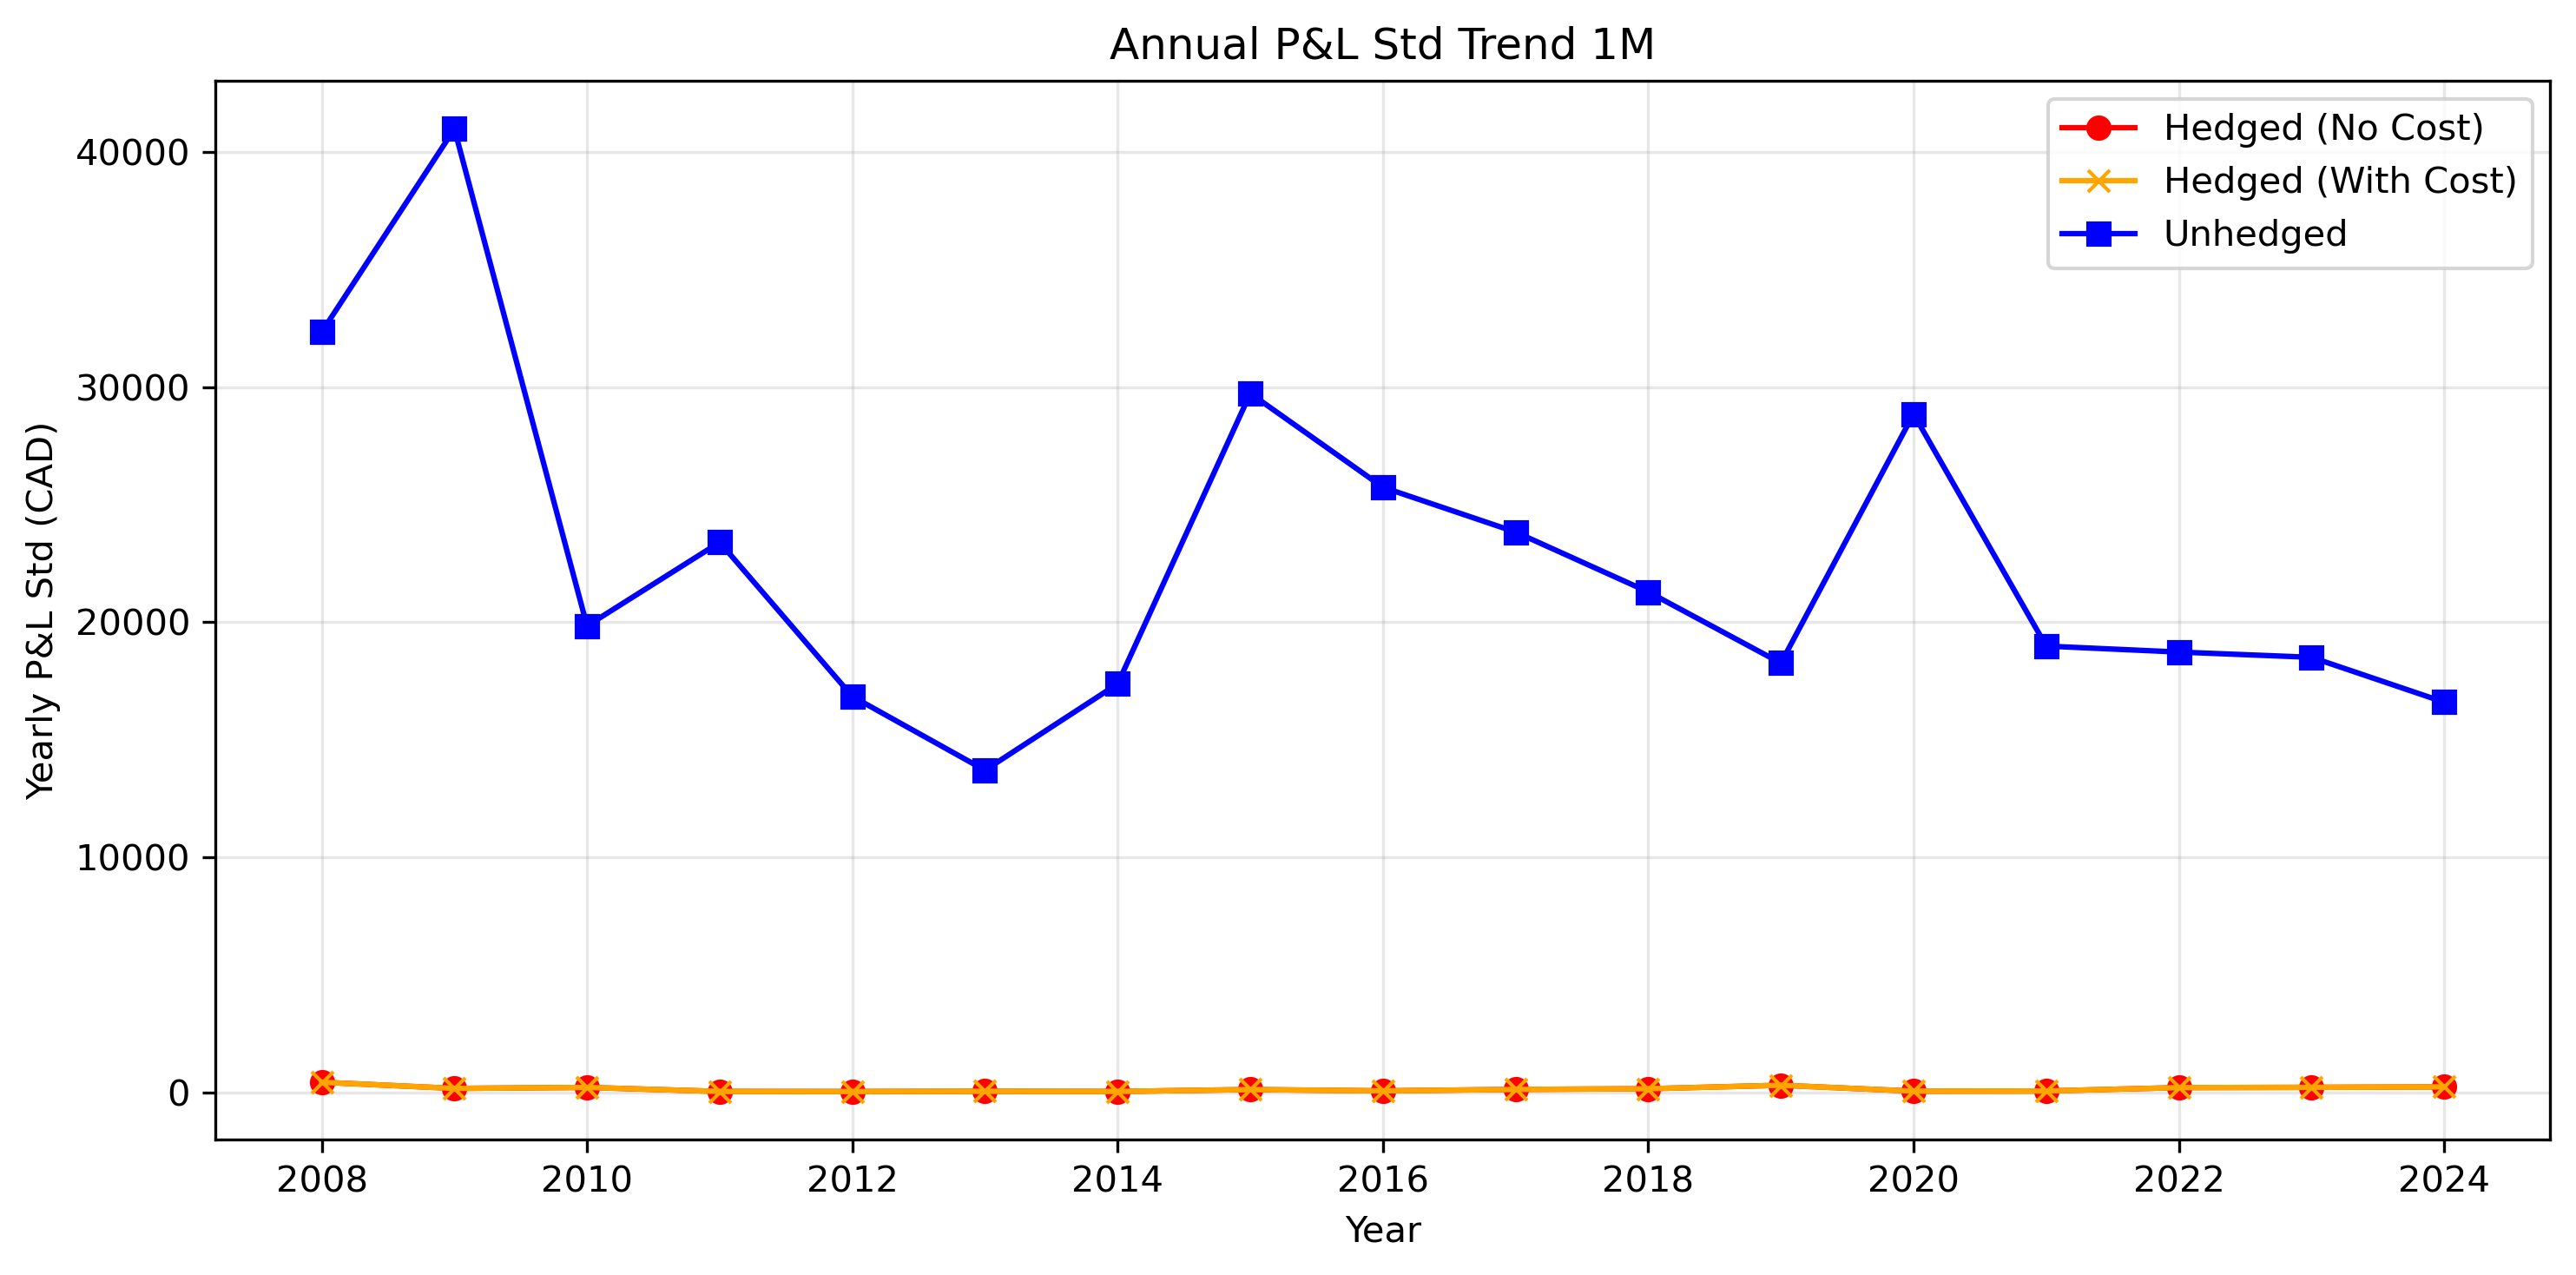 Annual P&L Std Trend 1M
Hedged (No Cost)
Hedged (With Cost)
Unhedged
Yearly P&L Std (CAD)
40000
30000
20000
10000
0
2008 2010 2012 2014 2016 2018 2020 2022 2024
Year